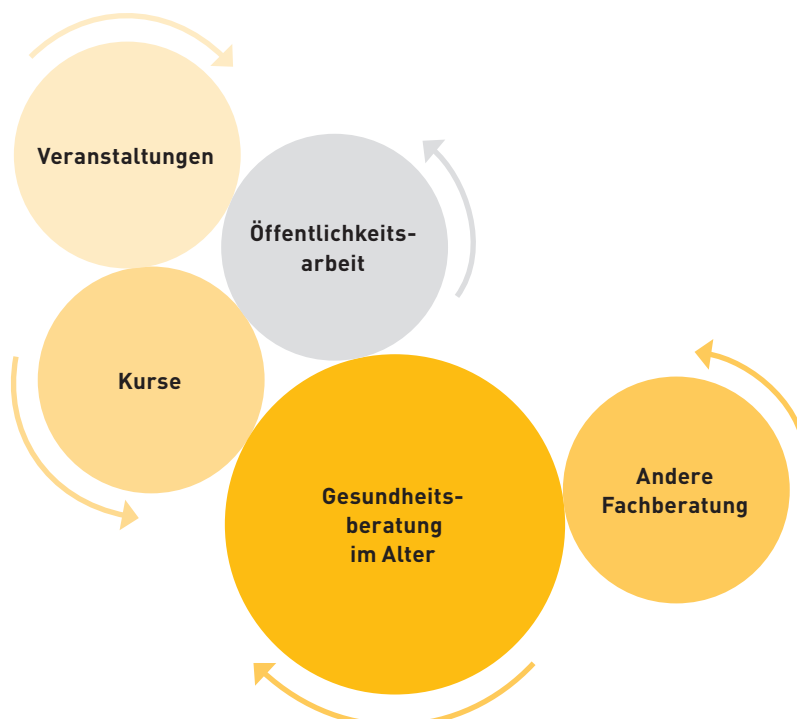 Veranstaltungen
Öffentlichkeits-
arbeit
Kurse
Gesundheits-
beratung
im Alter
Andere
Fachberatung